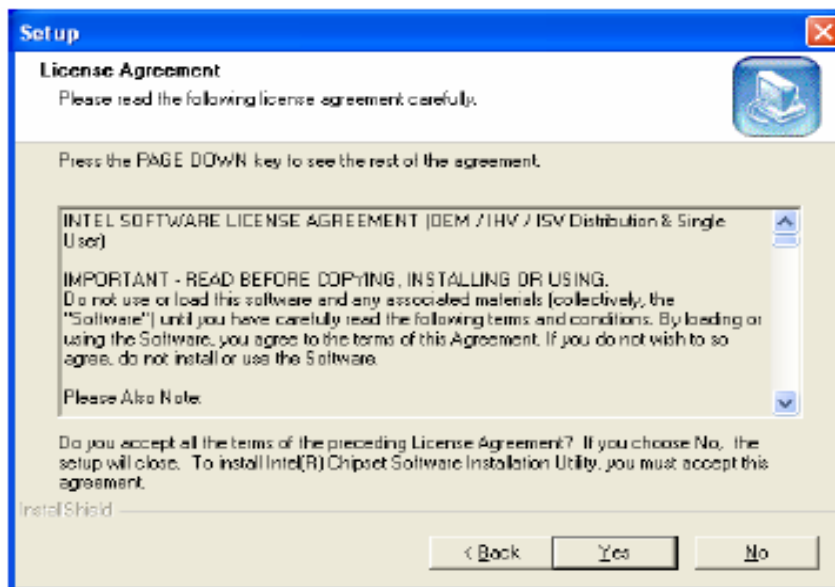 Setup
License Agreement
Please read the following license agreement carefully.
Press the PAGE DOWN key to see the rest of the agreement.
INTEL SOFTWARE LICENSE AGREEMENT (OEM / IHV / ISV Distribution & Single
User)
IMPORTANT - READ BEFORE COPYING, INSTALLING OR USING.
Do not use or load this software and any associated materials (collectively, the
"Software") until you have carefully read the following terms and conditions. By loading or
using the Software, you agree to the terms of this Agreement. If you do not wish to so
agree, do not install or use the Software.
Please Also Note:
Do you accept all the terms of the preceding License Agreement? If you choose No, the
setup will close. To install Intel(R) Chipset Software Installation Utility, you must accept this
agreement.
InstallShield
< Back
Yes
No